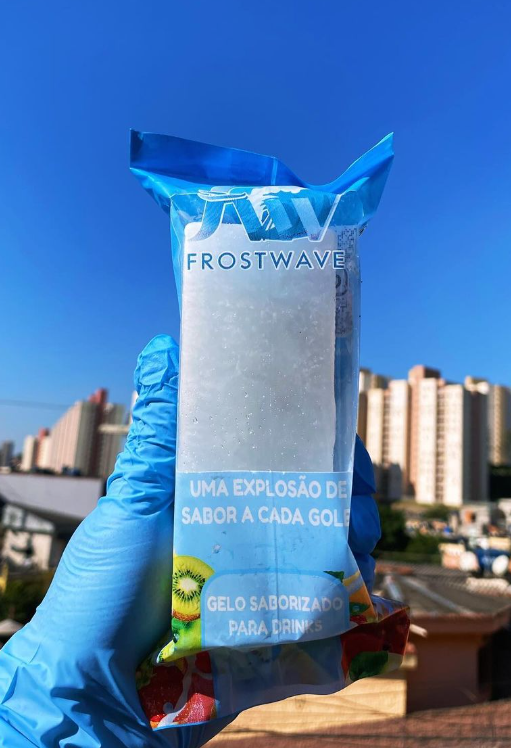 FROSTWAVE
UMA EXPLOSÃO DE
SABOR A CADA GOLE
GELO SABORIZADO
PARA DRINKS